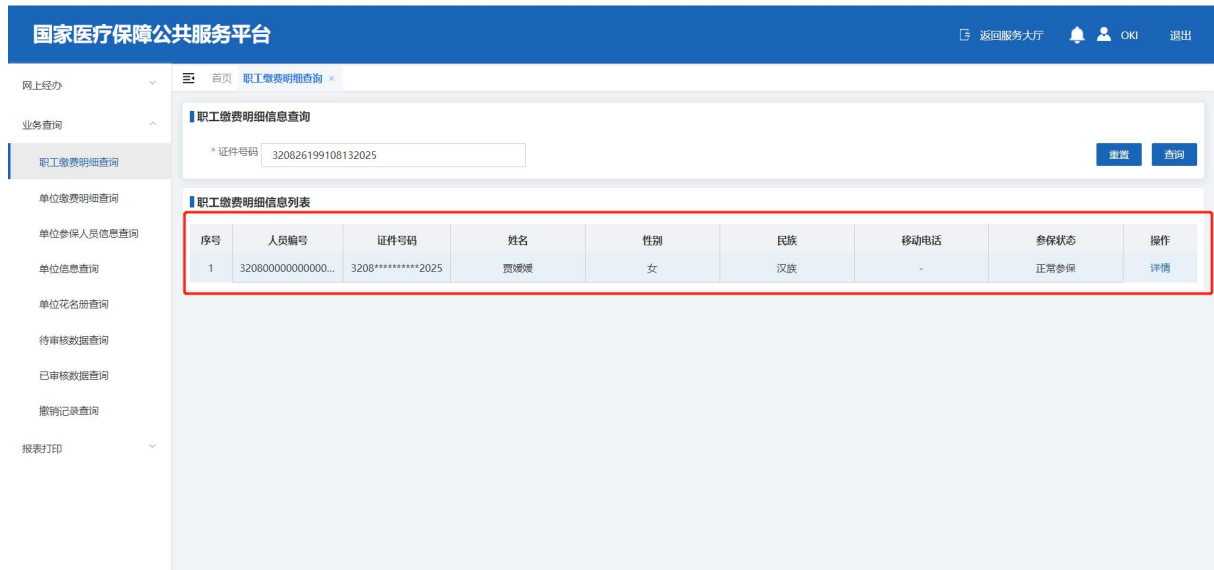 国家医疗保障公共服务平台
返回服务大厅 OKI 退出
网上经办
首页 职工缴费明细查询 ×
业务查询
职工缴费明细信息查询
职工缴费明细查询
* 证件号码 320826199108132025 重置 查询
单位缴费明细查询
职工缴费明细信息列表
单位参保人员信息查询
序号 人员编号 证件号码 姓名 性别 民族 移动电话 参保状态 操作
1 320800000000000... 3208**********2025 贾媛媛 女 汉族 - 正常参保 详情
单位信息查询
单位花名册查询
待审核数据查询
已审核数据查询
撤销记录查询
报表打印